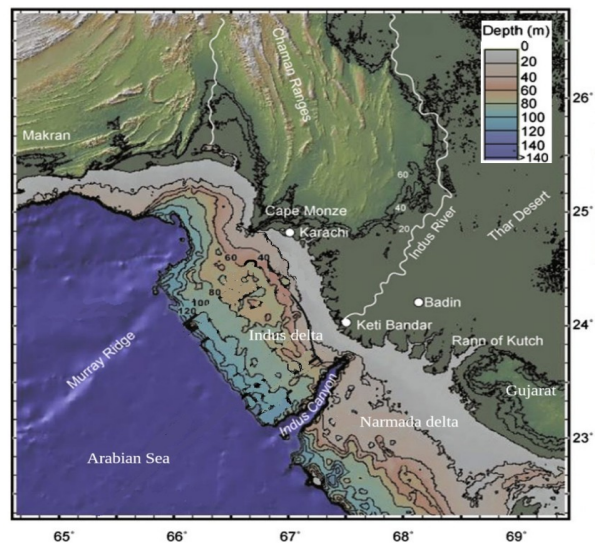 Depth (m)
0
20
40
60
80
100
120
140
>140
Chaman Ranges
Makran
26°
60
40
20
Cape Monze
Karachi
Indus River
Thar Desert
25°
60
40
80
100
120
Badin
Keti Bandar
24°
Indus delta
Rann of Kutch
Murray Ridge
Gujarat
Indus Canyon
Narmada delta
23°
Arabian Sea
65°
66°
67°
68°
69°